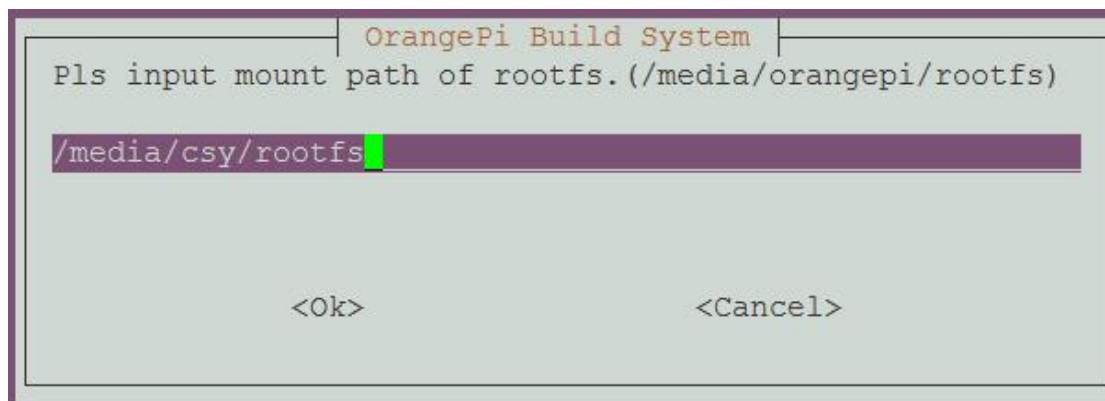 OrangePi Build System
Pls input mount path of rootfs.(/media/orangepi/rootfs)
/media/csy/rootfs
<Ok> <Cancel>